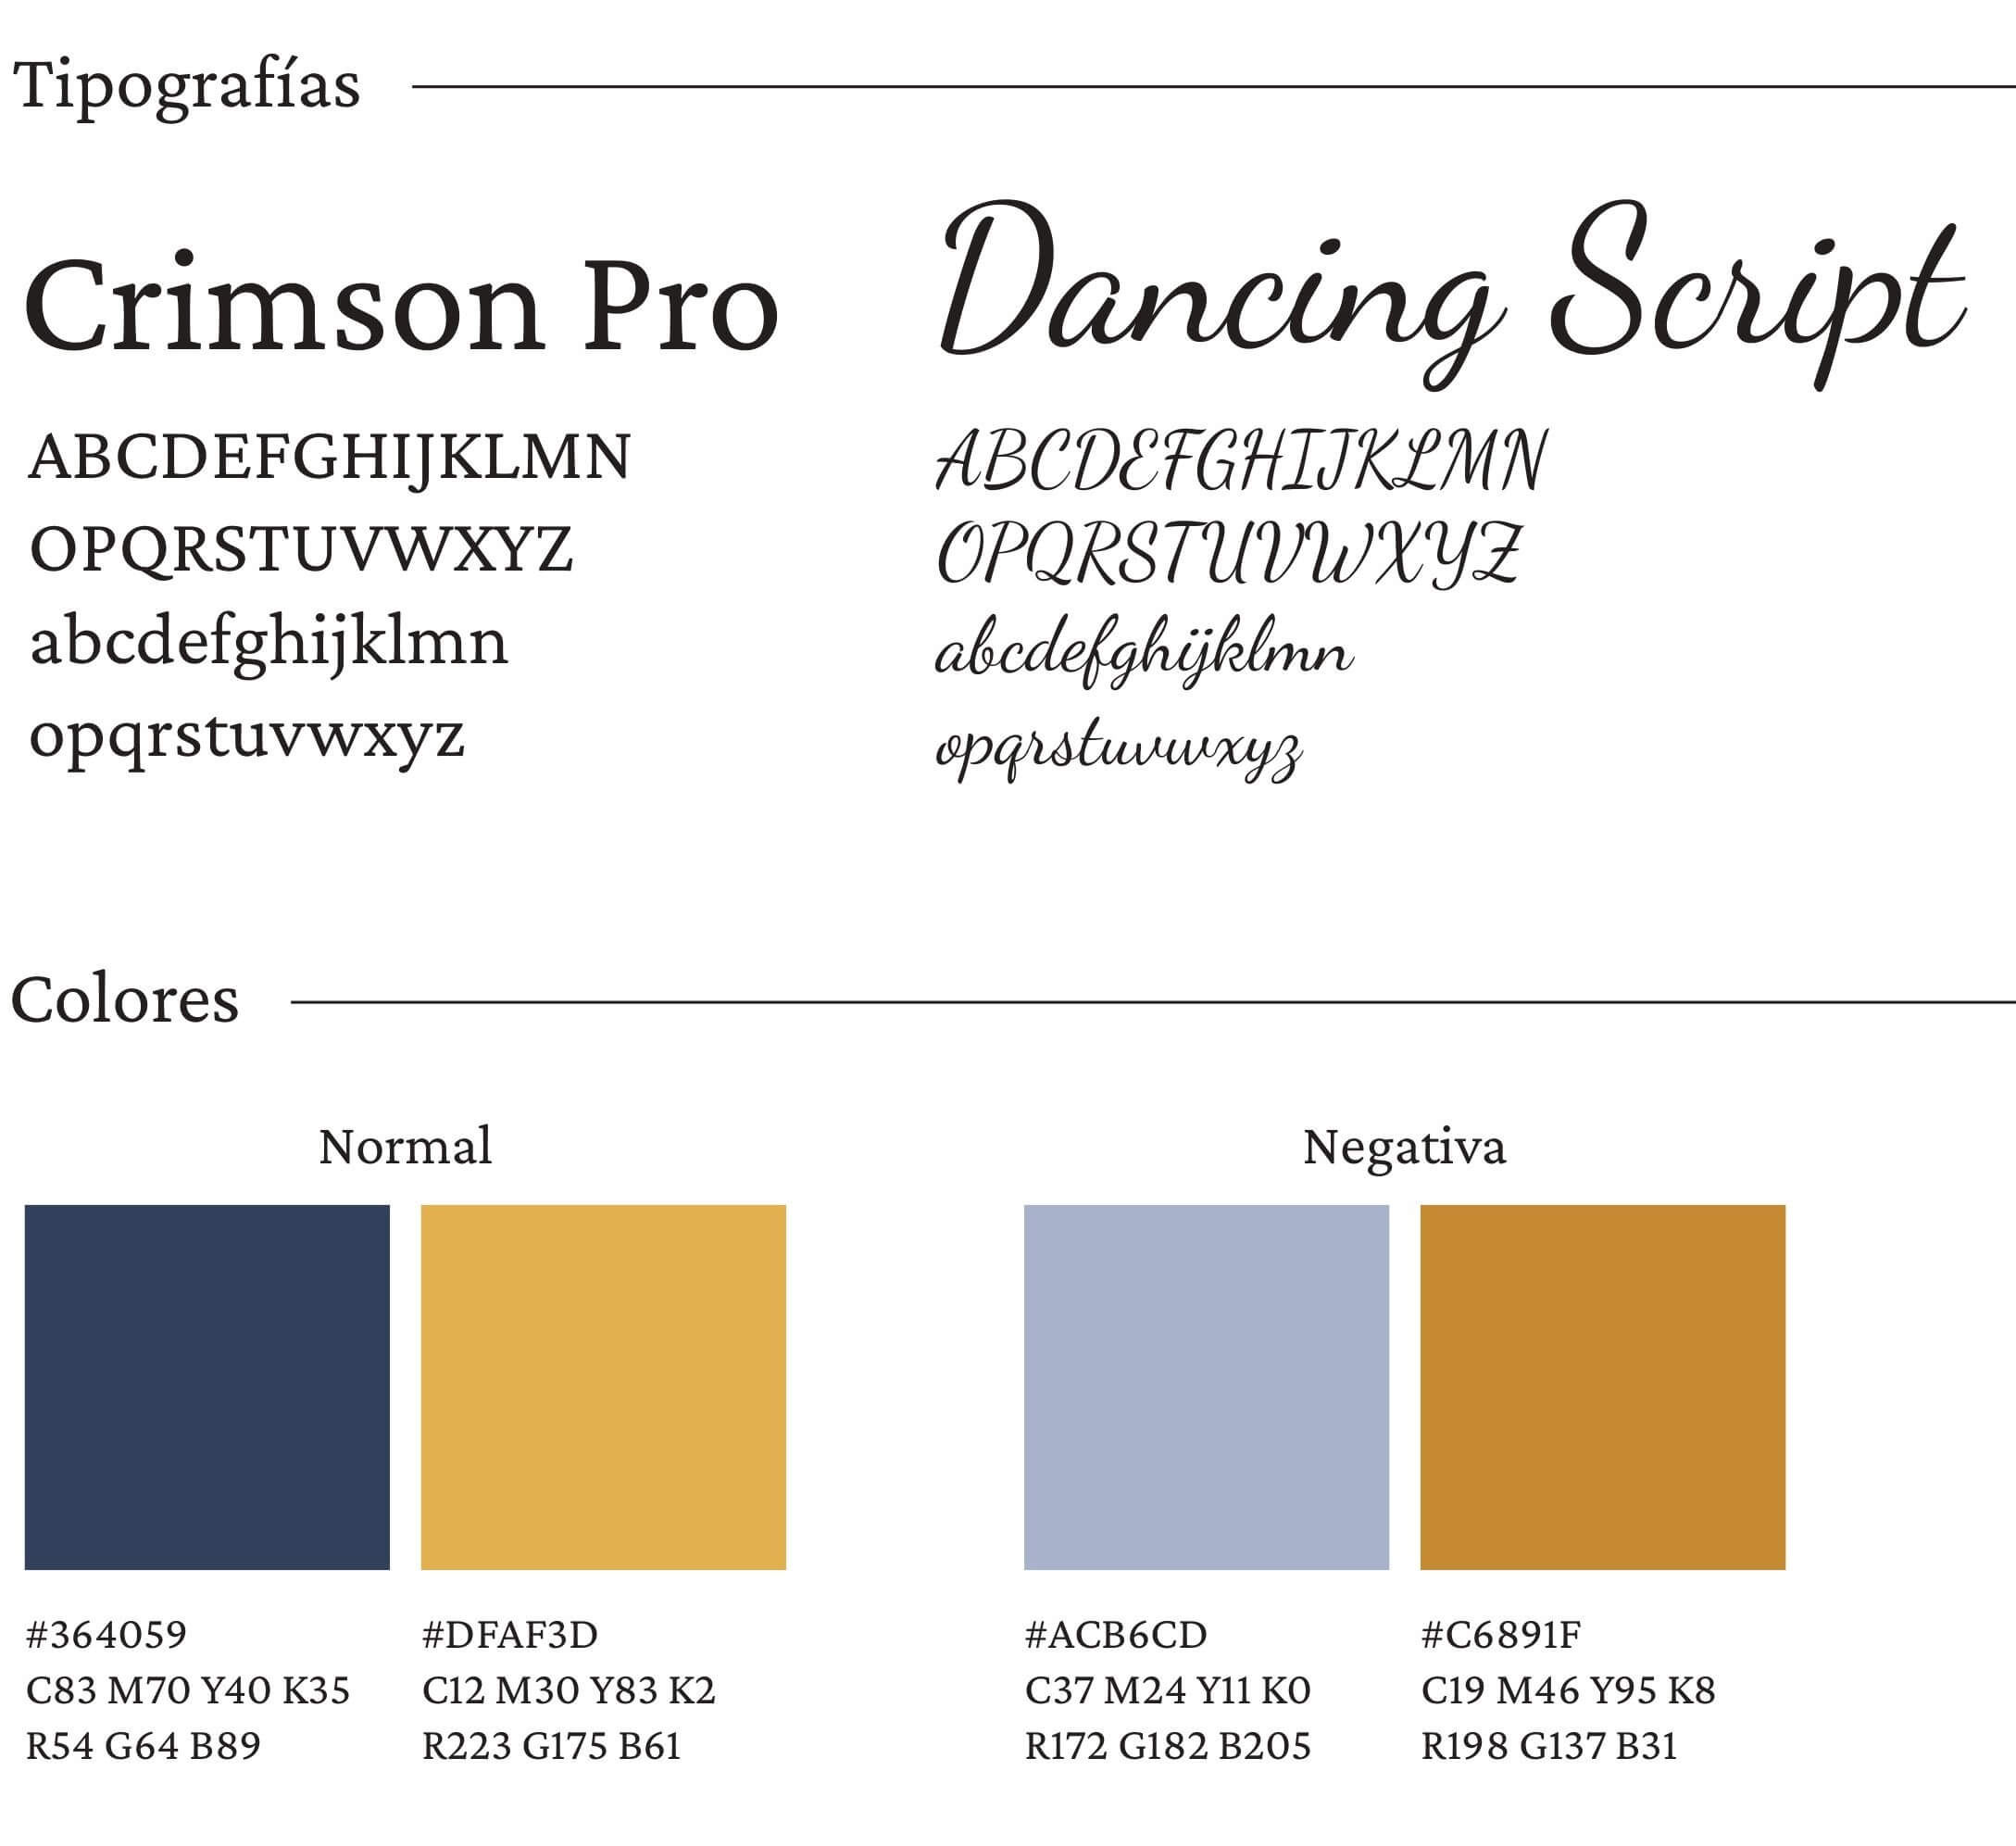 Tipografías
Crimson Pro
ABCDEFGHIJKLMN
OPQRSTUVWXYZ
abcdefghijklmn
opqrstuvwxyz
Dancing Script
ABCDEFGHIJKLMN
OPQRSTUVWXYZ
abcdefghijklmn
opqrstuvwxyz
Colores
Normal
#364059
C83 M70 Y40 K35
R54 G64 B89
#DFAF3D
C12 M30 Y83 K2
R223 G175 B61
Negativa
#ACB6CD
C37 M24 Y11 K0
R172 G182 B205
#C6891F
C19 M46 Y95 K8
R198 G137 B31